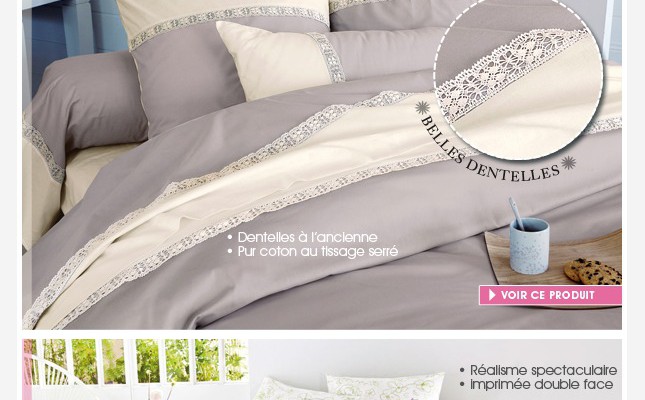 BELLES DENTELLES
• Dentelles à l'ancienne
• Pur coton au tissage serré
VOIR CE PRODUIT
• Réalisme spectaculaire
• imprimée double face